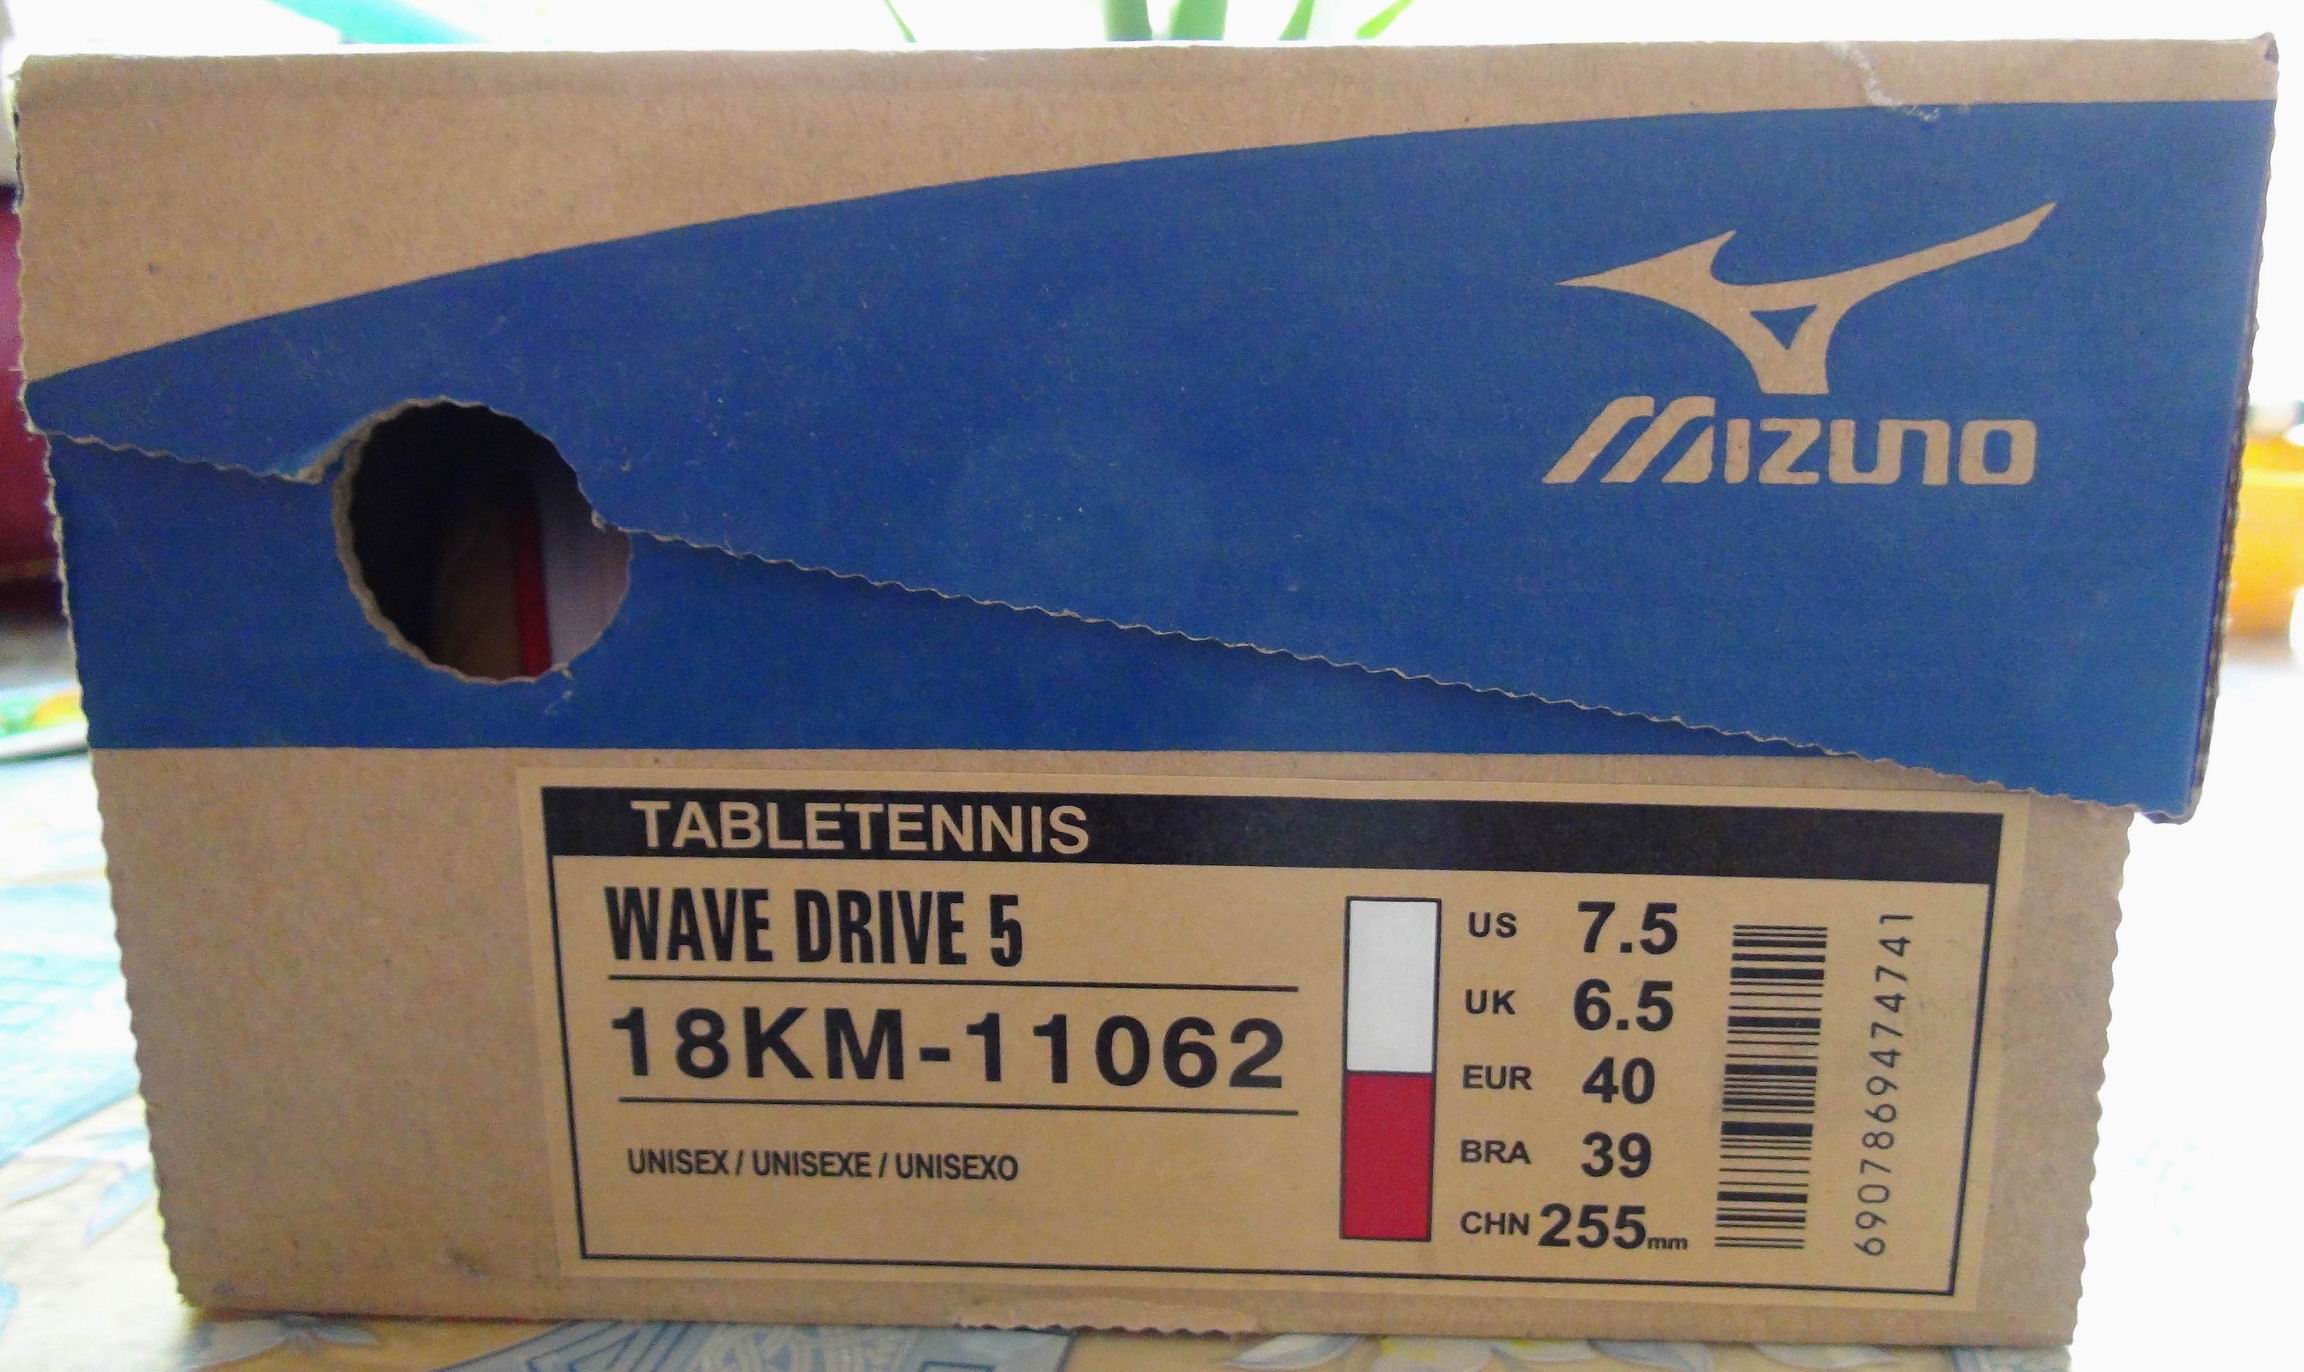 MIZUNO
TABLETENNIS
WAVE DRIVE 5
18KM-11062
UNISEX / UNISEXE / UNISEXO
US 7.5
UK 6.5
EUR 40
BRA 39
CHN 255mm
6907869474741